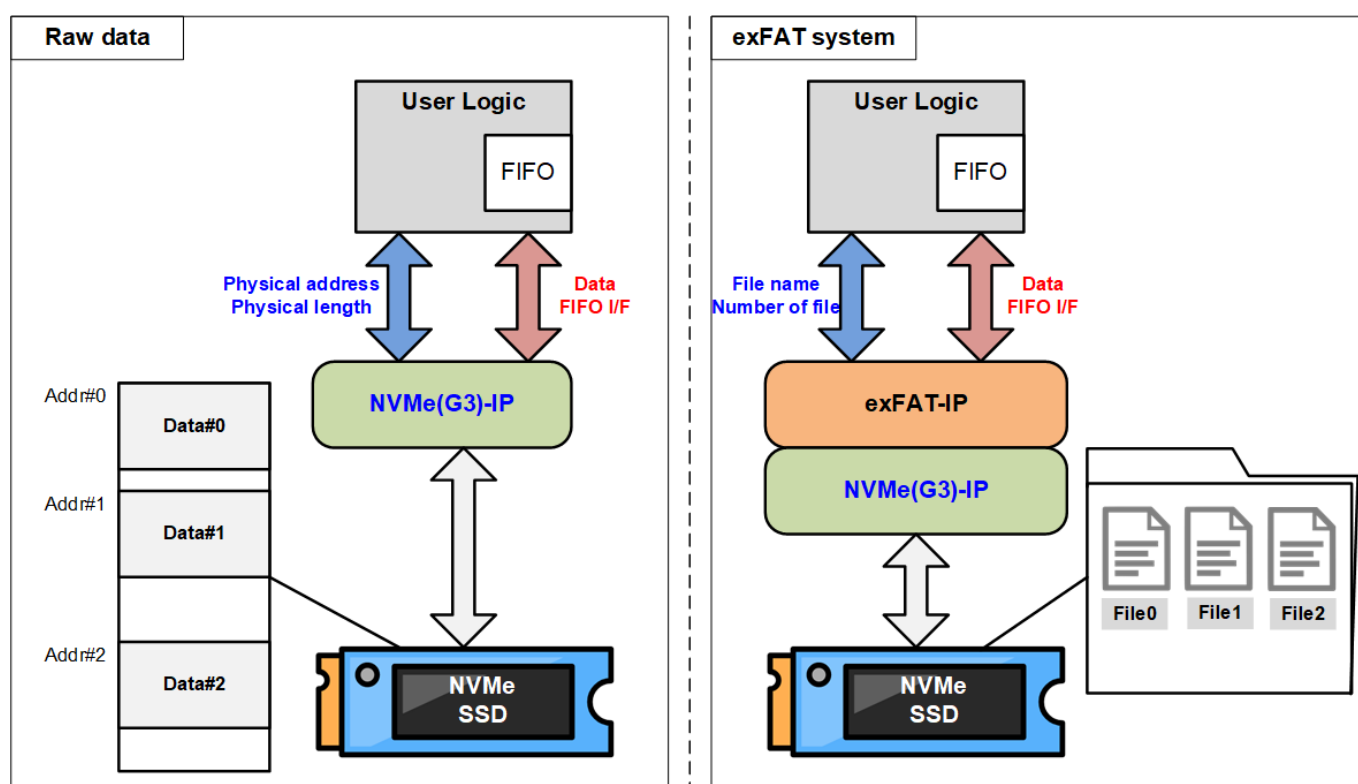 Raw data
User Logic
FIFO
Physical address
Physical length
Data
FIFO I/F
NVMe(G3)-IP
Addr#0
Data#0
Addr#1
Data#1
Addr#2
Data#2
NVMe
SSD
exFAT system
User Logic
FIFO
File name
Number of file
Data
FIFO I/F
exFAT-IP
NVMe(G3)-IP
File0
File1
File2
NVMe
SSD